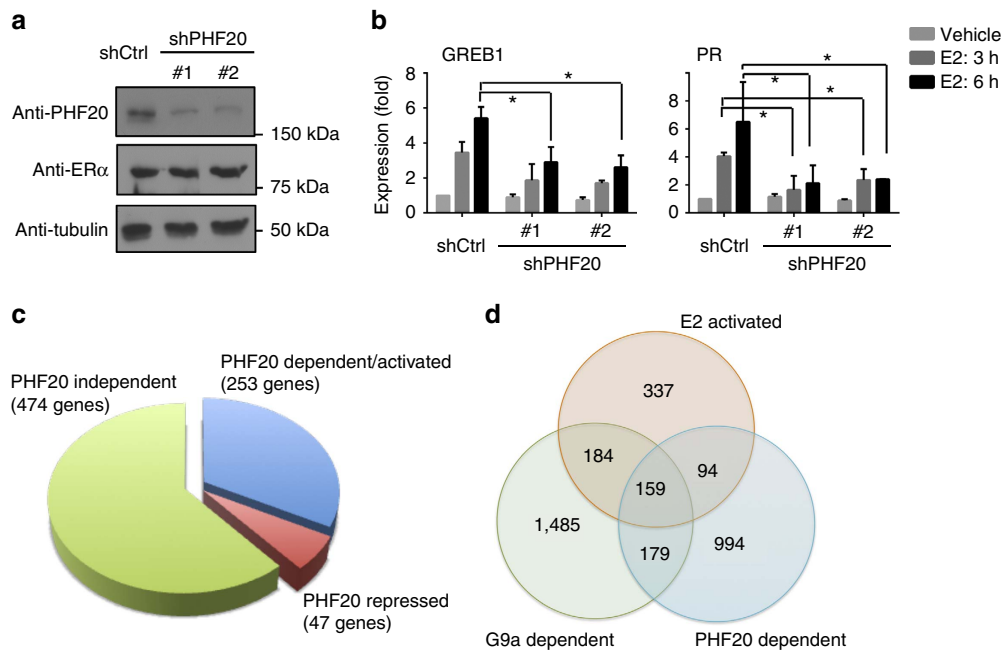 a
shCtrl
shPHF20
#1 #2
Anti-PHF20
150 kDa
Anti-ERα
75 kDa
Anti-tubulin
50 kDa
b
Vehicle
E2: 3 h
E2: 6 h
GREB1
Expression (fold)
8
6
4
2
0
*
*
shCtrl
#1 #2
shPHF20
PR
10
8
6
4
2
0
*
*
*
*
shCtrl
#1 #2
shPHF20
c
PHF20 independent
(474 genes)
PHF20 dependent/activated
(253 genes)
PHF20 repressed
(47 genes)
d
E2 activated
337
184
94
159
1,485
179
994
G9a dependent
PHF20 dependent